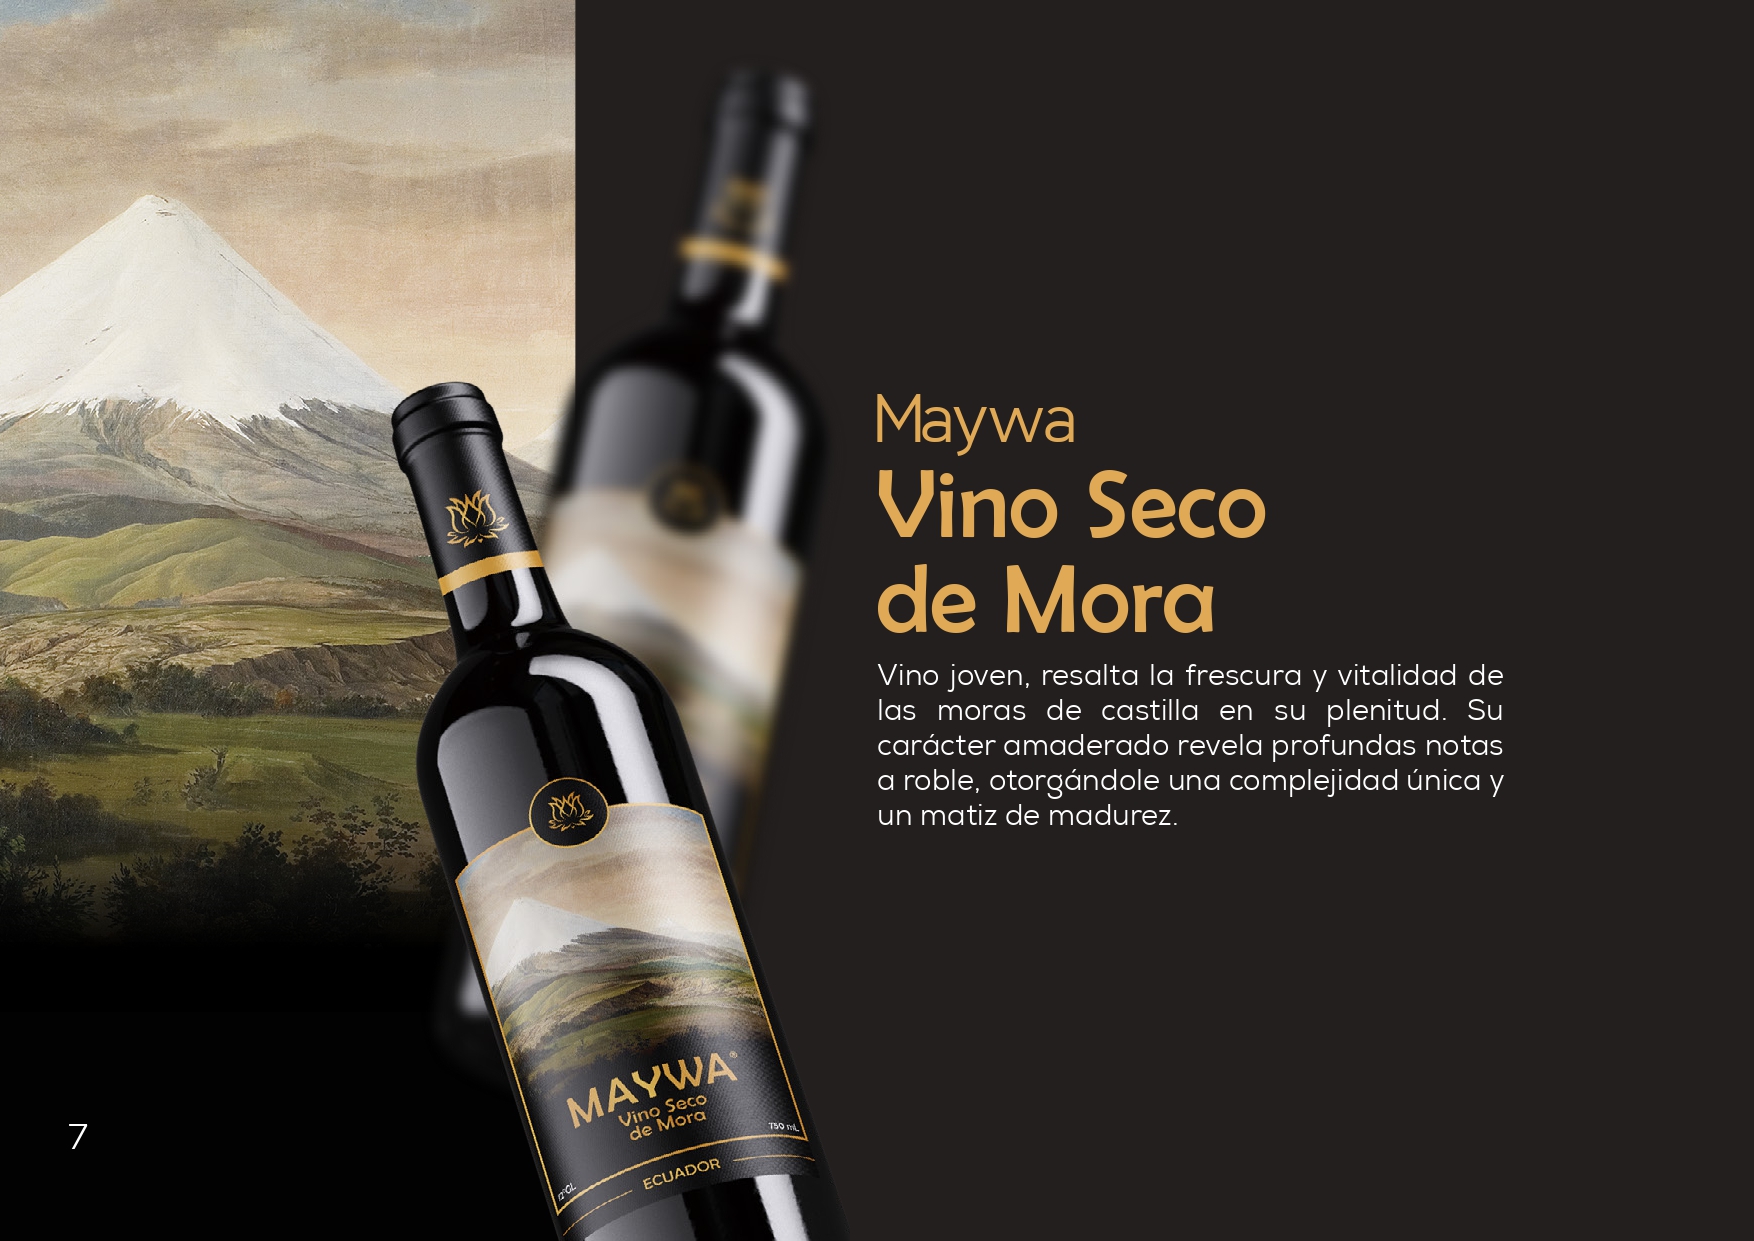 Maywa
Vino Seco
de Mora
Vino joven, resalta la frescura y vitalidad de
las moras de castilla en su plenitud. Su
carácter amaderado revela profundas notas
a roble, otorgándole una complejidad única y
un matiz de madurez.
MAYWA®
Vino Seco
de Mora
750 mL
12°GL
ECUADOR
7